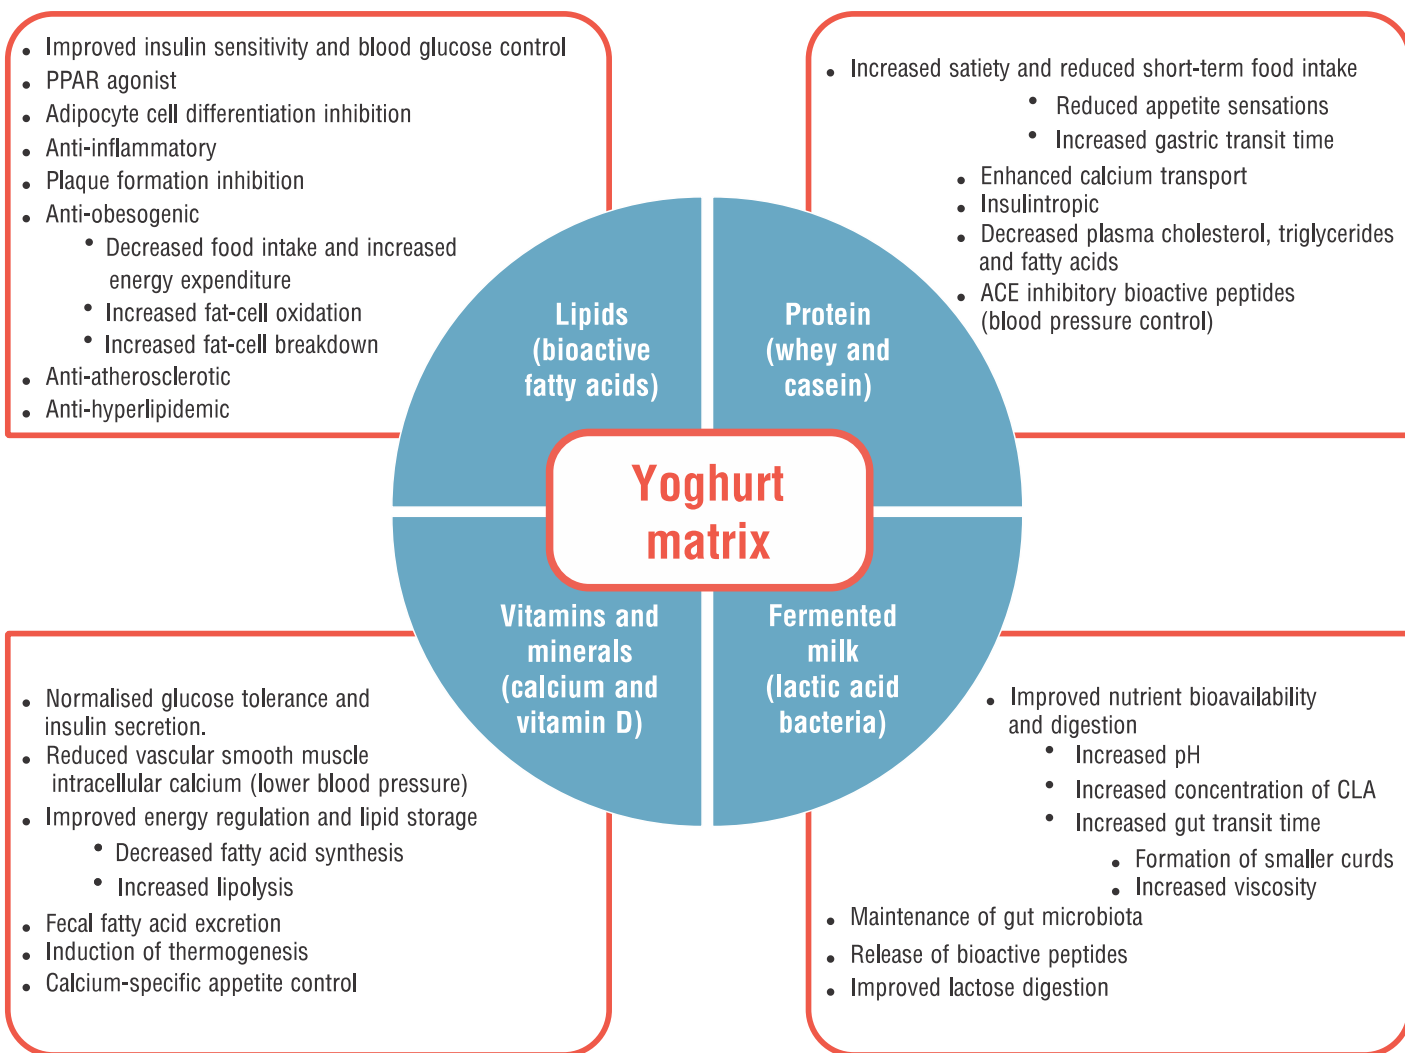 Improved insulin sensitivity and blood glucose control
PPAR agonist
Adipocyte cell differentiation inhibition
Anti-inflammatory
Plaque formation inhibition
Anti-obesogenic
Decreased food intake and increased
energy expenditure
Increased fat-cell oxidation
Increased fat-cell breakdown
Anti-atherosclerotic
Anti-hyperlipidemic
Increased satiety and reduced short-term food intake
Reduced appetite sensations
Increased gastric transit time
Enhanced calcium transport
Insulintropic
Decreased plasma cholesterol, triglycerides
and fatty acids
ACE inhibitory bioactive peptides
(blood pressure control)
Lipids
(bioactive
fatty acids)
Protein
(whey and
casein)
Yoghurt
matrix
Vitamins and
minerals
(calcium and
vitamin D)
Fermented
milk
(lactic acid
bacteria)
Normalised glucose tolerance and
insulin secretion.
Reduced vascular smooth muscle
intracellular calcium (lower blood pressure)
Improved energy regulation and lipid storage
Decreased fatty acid synthesis
Increased lipolysis
Fecal fatty acid excretion
Induction of thermogenesis
Calcium-specific appetite control
Improved nutrient bioavailability
and digestion
Increased pH
Increased concentration of CLA
Increased gut transit time
Formation of smaller curds
Increased viscosity
Maintenance of gut microbiota
Release of bioactive peptides
Improved lactose digestion